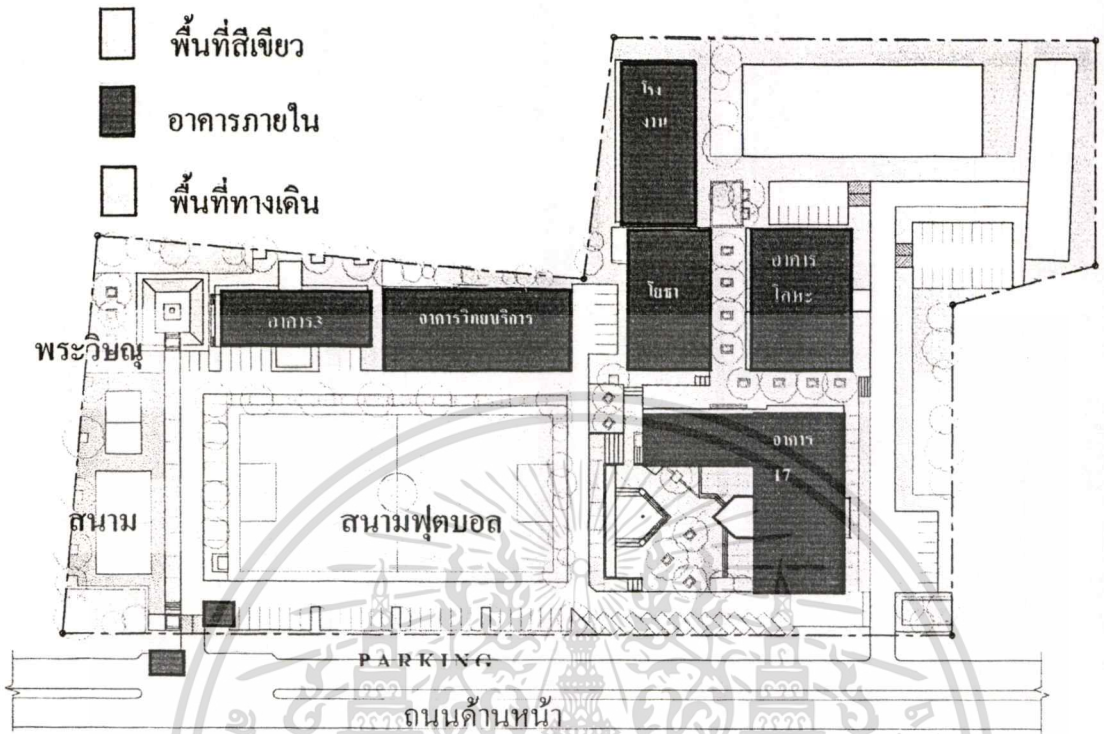 พื้นที่สีเขียว
อาคารภายใน
พื้นที่ทางเดิน
โรง
งาน
โยธา
อาคาร
โลหะ
อาคาร3
อาคารวิทยบริการ
พระวิษณุ
อาคาร
17
สนาม
สนามฟุตบอล
PARKING
ถนนด้านหน้า